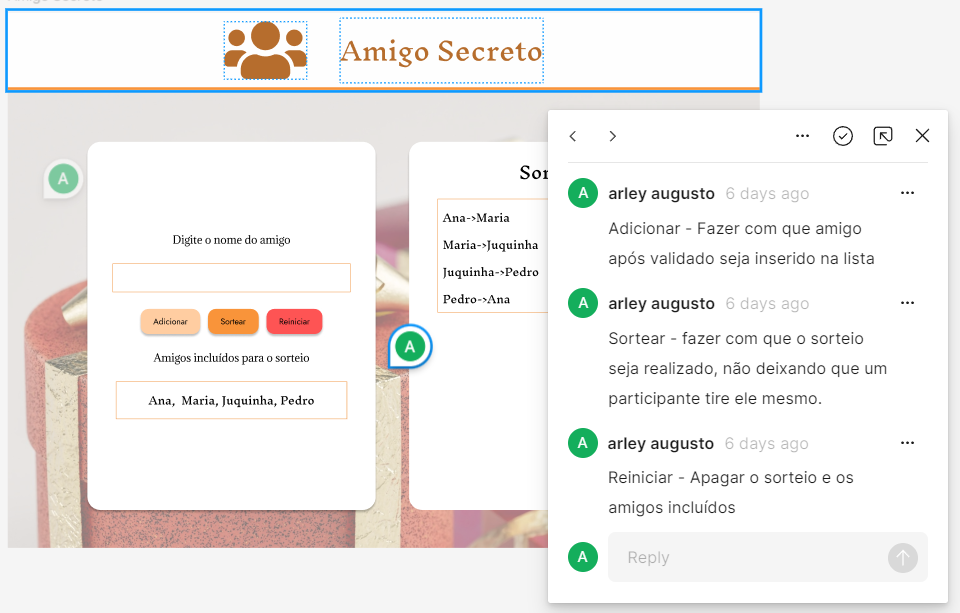 Amigo Secreto
Amigo Secreto
Digite o nome do amigo
Adicionar
Sortear
Reiniciar
Amigos incluídos para o sorteio
Ana,  Maria, Juquinha, Pedro
Ana->Maria
Maria->Juquinha
Juquinha->Pedro
Pedro->Ana
A
A
A
arley augusto 6 days ago
Adicionar - Fazer com que amigo
após validado seja inserido na lista
A
arley augusto 6 days ago
Sortear - fazer com que o sorteio
seja realizado, não deixando que um
participante tire ele mesmo.
A
arley augusto 6 days ago
Reiniciar - Apagar o sorteio e os
amigos incluídos
A
Reply